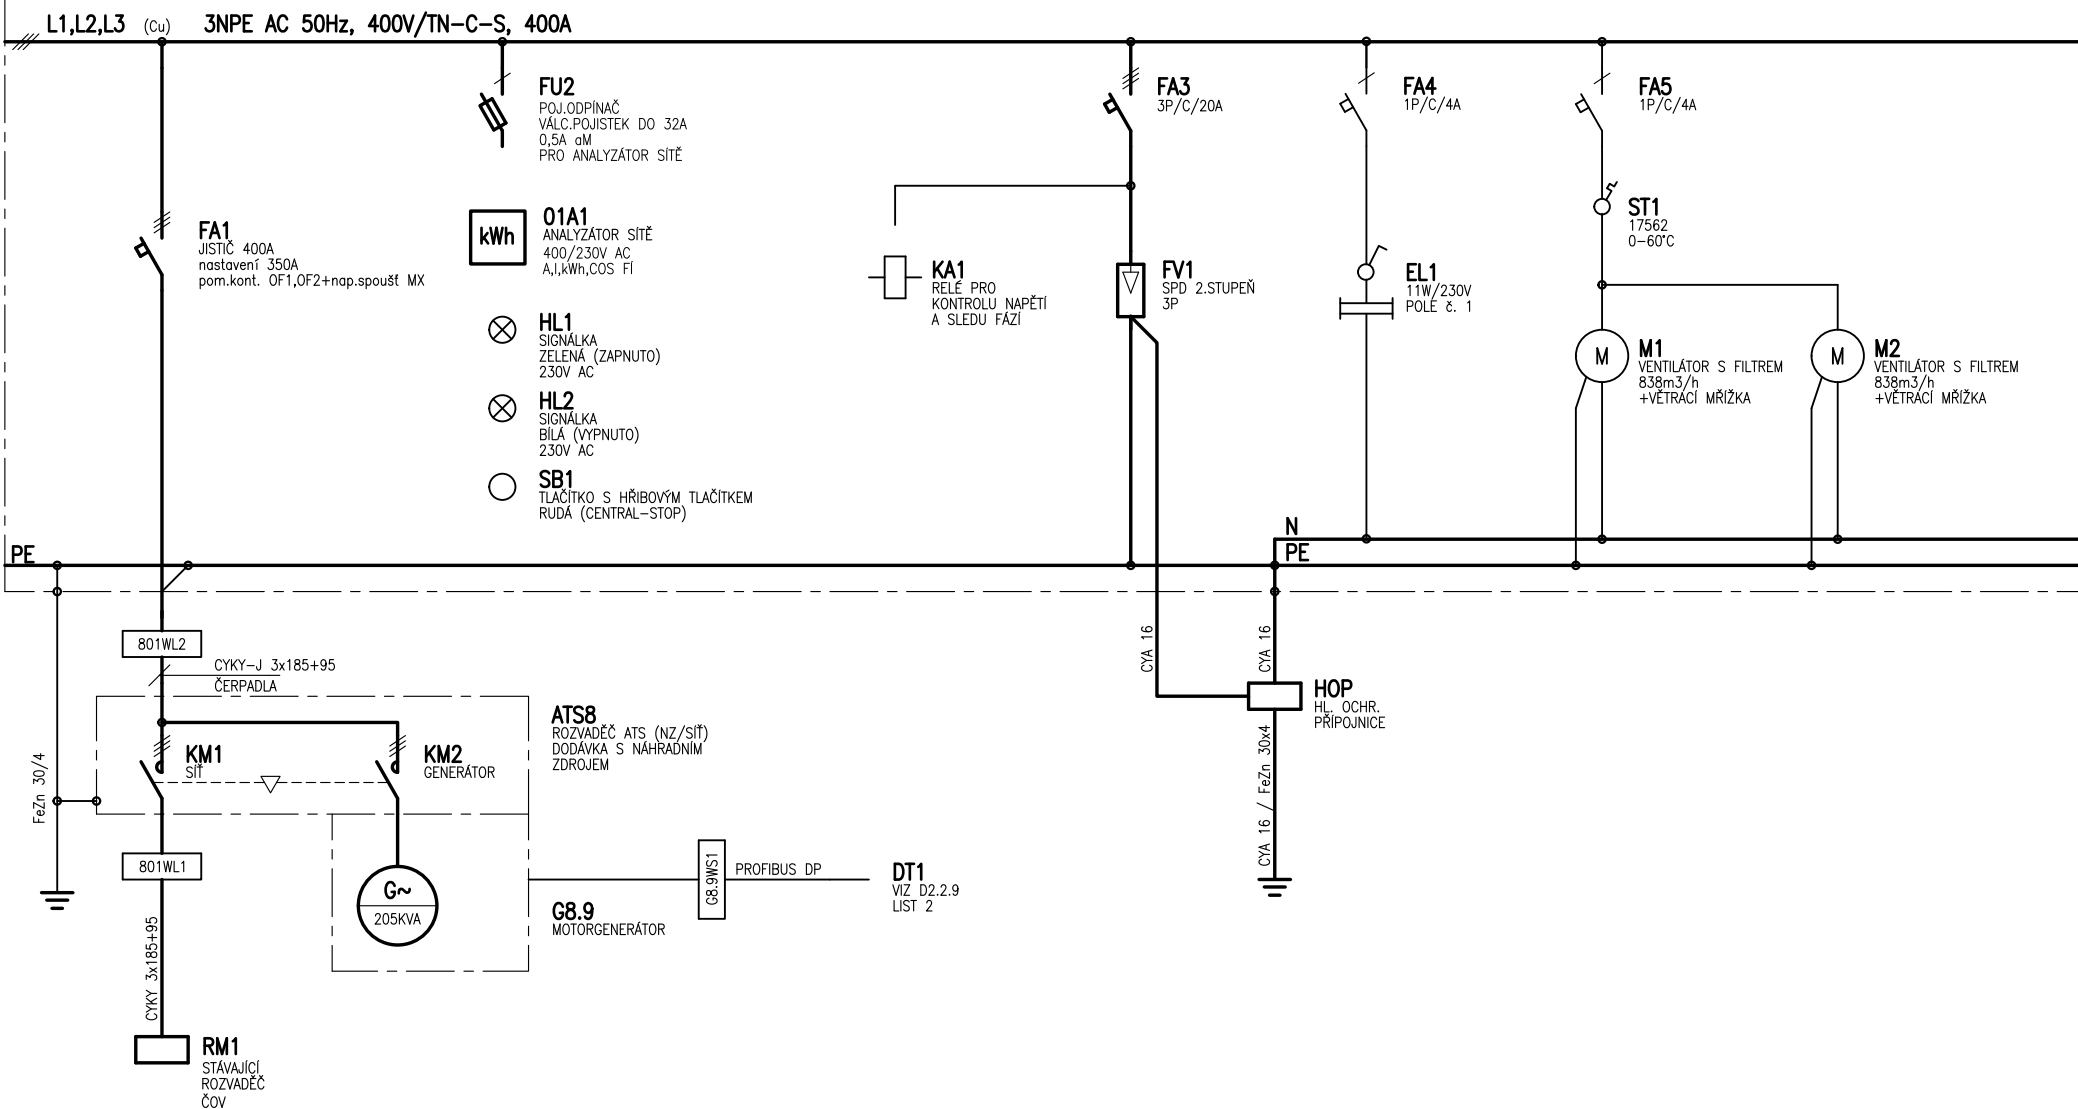 L1,L2,L3 (Cu) 3NPE AC 50Hz, 400V/TN-C-S, 400A
FU2
POJ.ODPÍNAČ
VÁLC.POJISTEK DO 32A
0,5A aM
PRO ANALYZÁTOR SÍTĚ
FA3
3P/C/20A
FA4
1P/C/4A
FA5
1P/C/4A
FA1
JISTIČ 400A
nastavení 350A
pom.kont. OF1,OF2+nap.spoušť MX
kWh
01A1
ANALYZÁTOR SÍTĚ
400/230V AC
A,I,kWh,COS FÍ
ST1
17562
0-60°C
KA1
RELÉ PRO
KONTROLU NAPĚTÍ
A SLEDU FÁZÍ
FV1
SPD 2.STUPEŇ
3P
EL1
11W/230V
POLE č. 1
HL1
SIGNÁLKA
ZELENÁ (ZAPNUTO)
230V AC
M
M1
VENTILÁTOR S FILTREM
838m3/h
+VĚTRACÍ MŘÍŽKA
M
M2
VENTILÁTOR S FILTREM
838m3/h
+VĚTRACÍ MŘÍŽKA
HL2
SIGNÁLKA
BÍLÁ (VYPNUTO)
230V AC
SB1
TLAČÍTKO S HŘIBOVÝM TLAČÍTKEM
RUDÁ (CENTRAL-STOP)
N
PE
PE
801WL2
CYKY-J 3x185+95
ČERPADLA
CYA 16
CYA 16
HOP
HL. OCHR.
PŘÍPOJNICE
ATS8
ROZVADĚČ ATS (NZ/SÍŤ)
DODÁVKA S NÁHRADNÍM
ZDROJEM
KM1
SÍŤ
KM2
GENERÁTOR
FeZn 30/4
CYA 16 / FeZn 30x4
801WL1
G~
205KVA
G8.9WS1
PROFIBUS DP
DT1
VIZ D2.2.9
LIST 2
G8.9
MOTORGENERÁTOR
CYKY 3x185+95
RM1
STÁVAJÍCÍ
ROZVADĚČ
ČOV